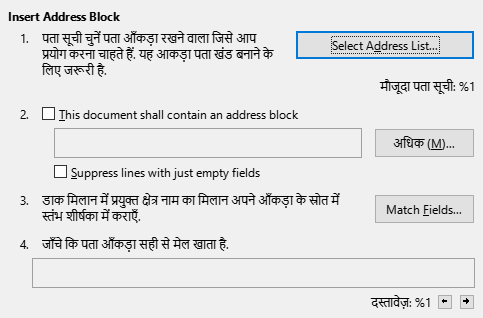 Insert Address Block
1. पता सूची चुनें पता आँकड़ा रखने वाला जिसे आप
प्रयोग करना चाहते हैं. यह आकड़ा पता खंड बनाने के
लिए जरूरी है.
Select Address List...
मौजूदा पता सूची: %1
2. This document shall contain an address block
अधिक (M)...
Suppress lines with just empty fields
3. डाक मिलान में प्रयुक्त क्षेत्र नाम का मिलान अपने आँकड़ा के स्रोत में
स्तंभ शीर्षका में कराएँ.
Match Fields...
4. जाँचे कि पता आँकड़ा सही से मेल खाता है.
दस्तावेज़: %1